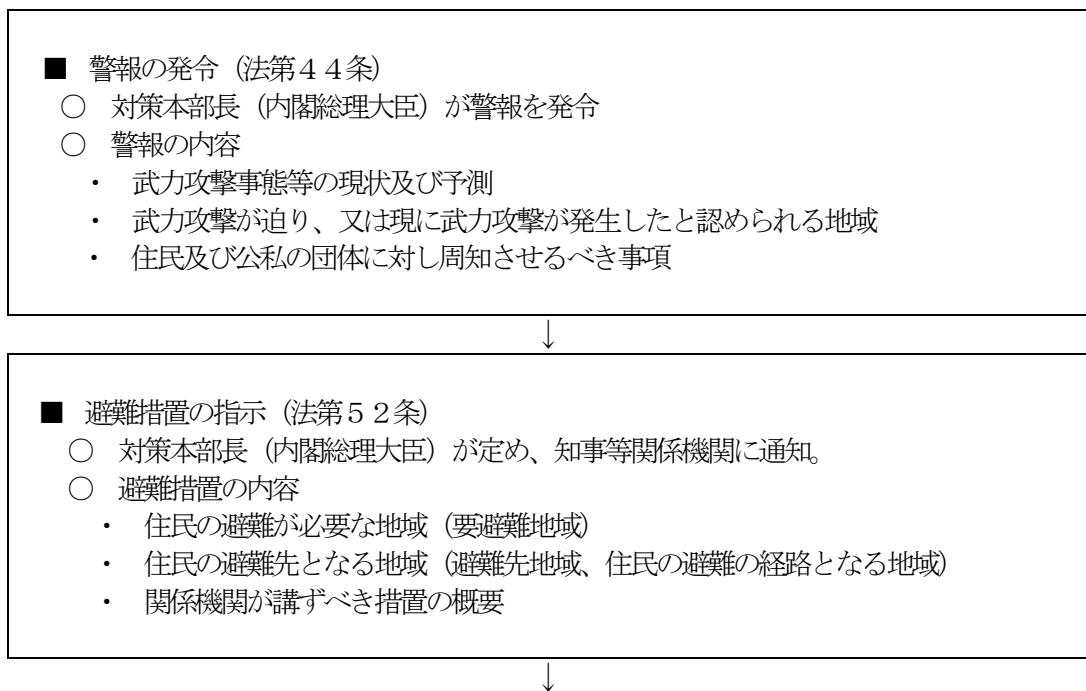 ■ 警報の発令（法第４４条）
○ 対策本部長（内閣総理大臣）が警報を発令
○ 警報の内容
・ 武力攻撃事態等の現状及び予測
・ 武力攻撃が迫り、又は現に武力攻撃が発生したと認められる地域
・ 住民及び公私の団体に対し周知させるべき事項
↓
■ 避難措置の指示（法第５２条）
○ 対策本部長（内閣総理大臣）が定め、知事等関係機関に通知。
○ 避難措置の内容
・ 住民の避難が必要な地域（要避難地域）
・ 住民の避難先となる地域（避難先地域、住民の避難の経路となる地域）
・ 関係機関が講ずべき措置の概要
↓